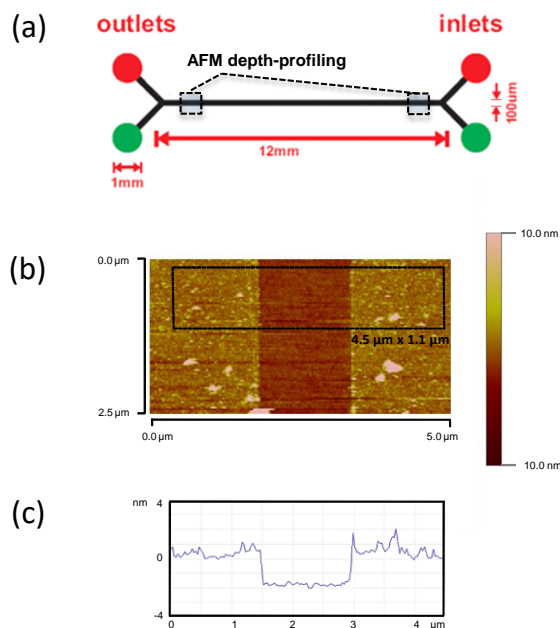 (a)
outlets
inlets
AFM depth-profiling
100um
12mm
1mm
(b)
10.0 nm
0.0 µm
4.5 µm x 1.1 µm
2.5 µm
0.0 µm
5.0 µm
10.0 nm
(c)
nm
4
0
-4
0
1
2
3
4
µm